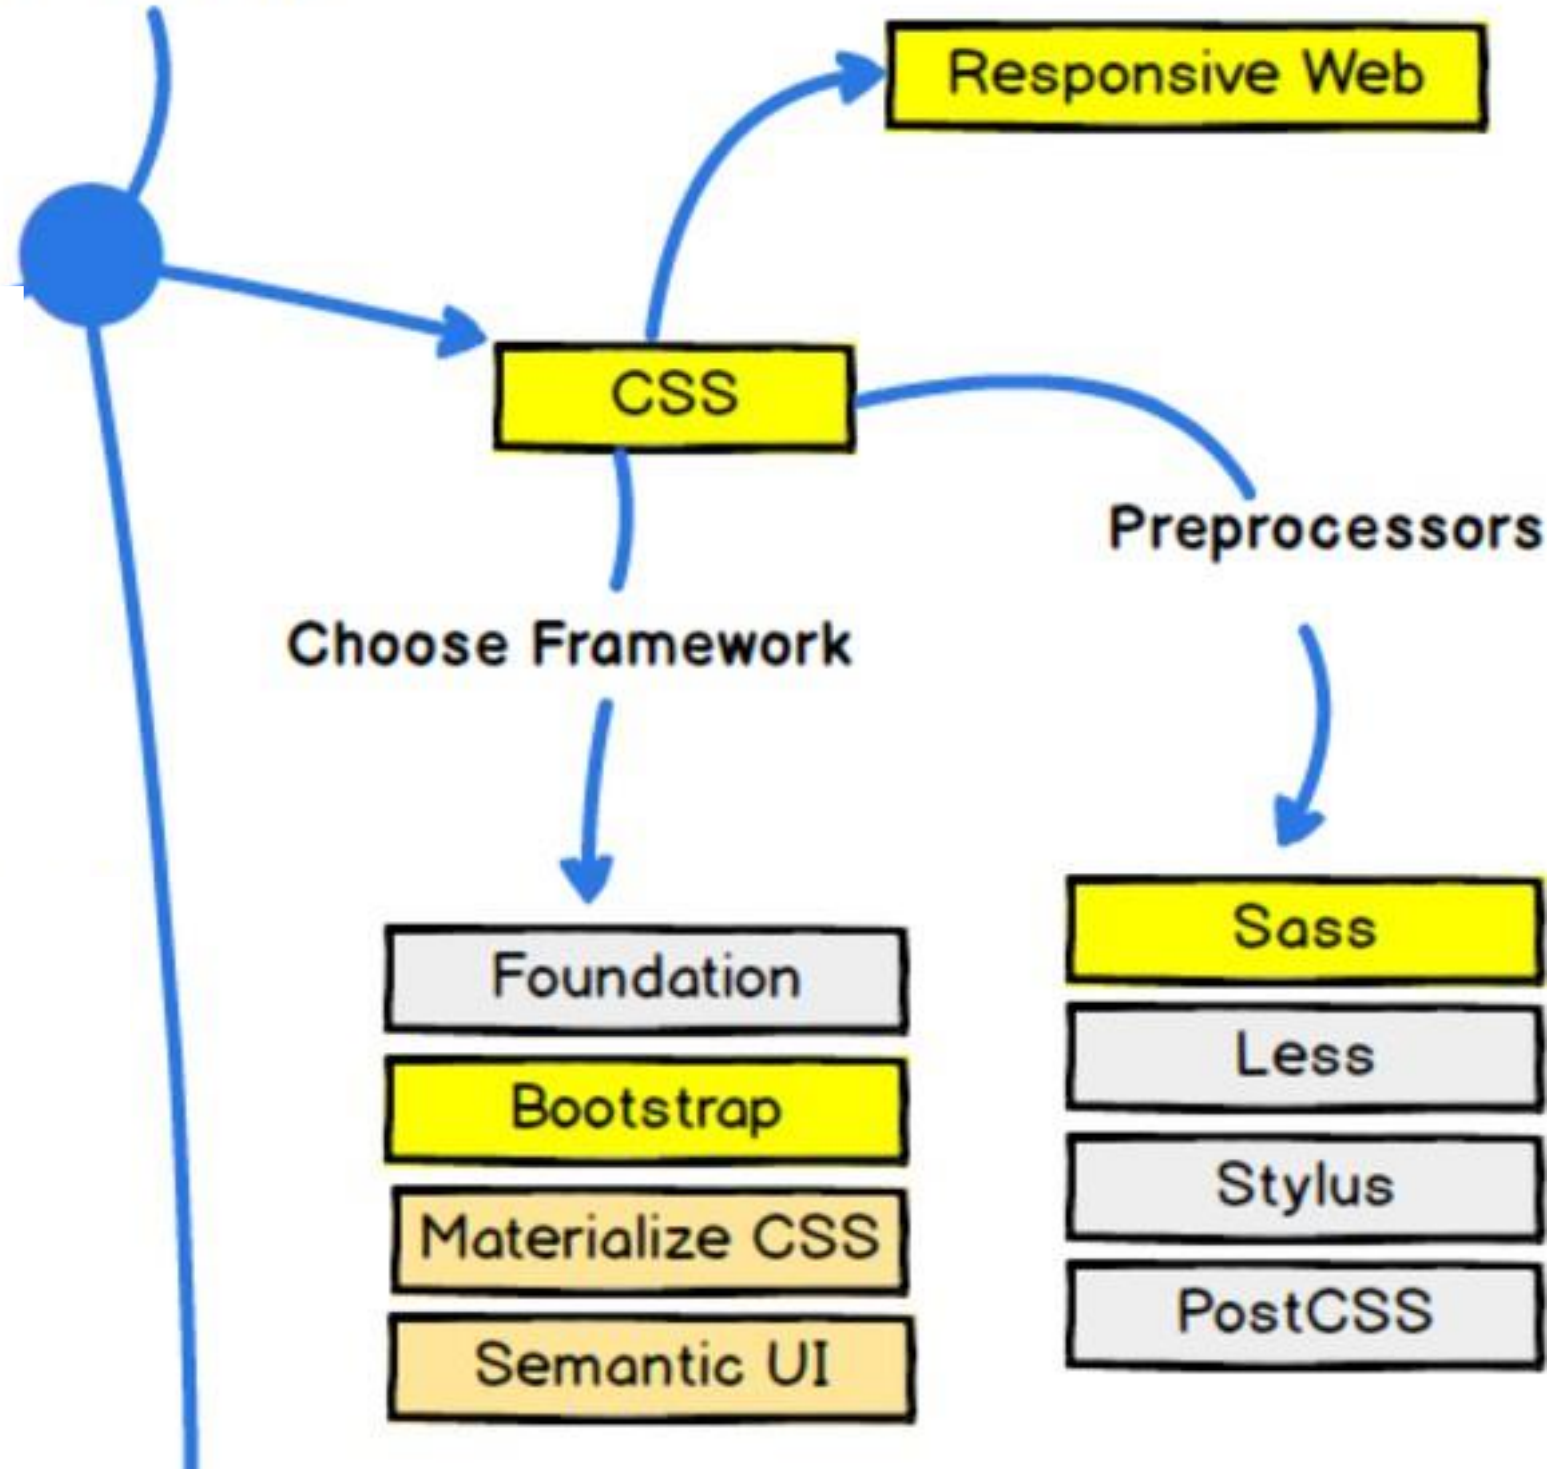 Responsive Web
CSS
Preprocessors
Choose Framework
Foundation
Bootstrap
Materialize CSS
Semantic UI
Sass
Less
Stylus
PostCSS